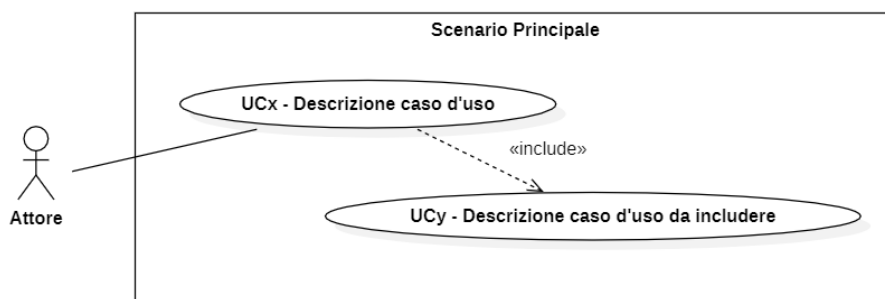 Scenario Principale
UCx - Descrizione caso d'uso
«include»
Attore
UCy - Descrizione caso d'uso da includere